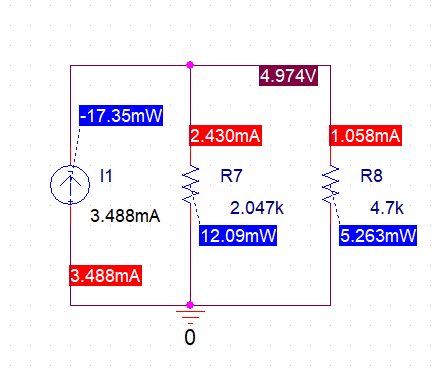 4.974V
-17.35mW
2.430mA
1.058mA
I1
R7
R8
3.488mA
2.047k
4.7k
12.09mW
5.263mW
3.488mA
0